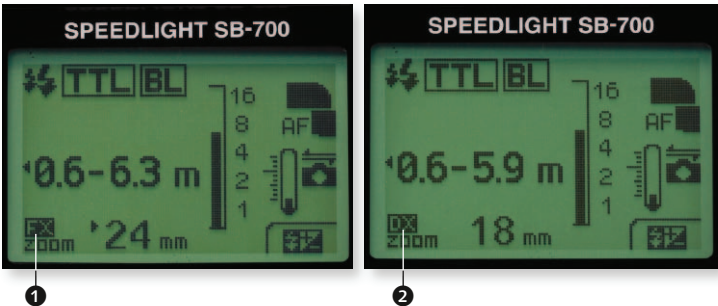 SPEEDLIGHT SB-700
TTL BL
16
8
AF
4
0.6-6.3 m
2
1
FX
zoom
24 mm
1
SPEEDLIGHT SB-700
TTL BL
16
8
AF
4
0.6-5.9 m
2
1
DX
zoom
18 mm
2